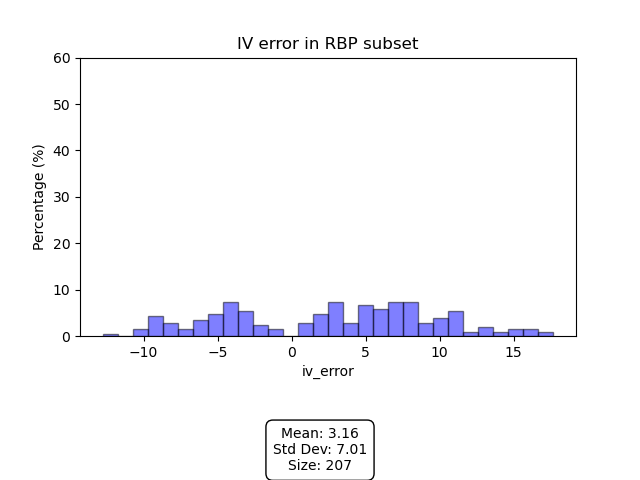 IV error in RBP subset
60
50
40
30
20
10
0
Percentage (%)
−10
−5
0
5
10
15
iv_error
Mean: 3.16
Std Dev: 7.01
Size: 207